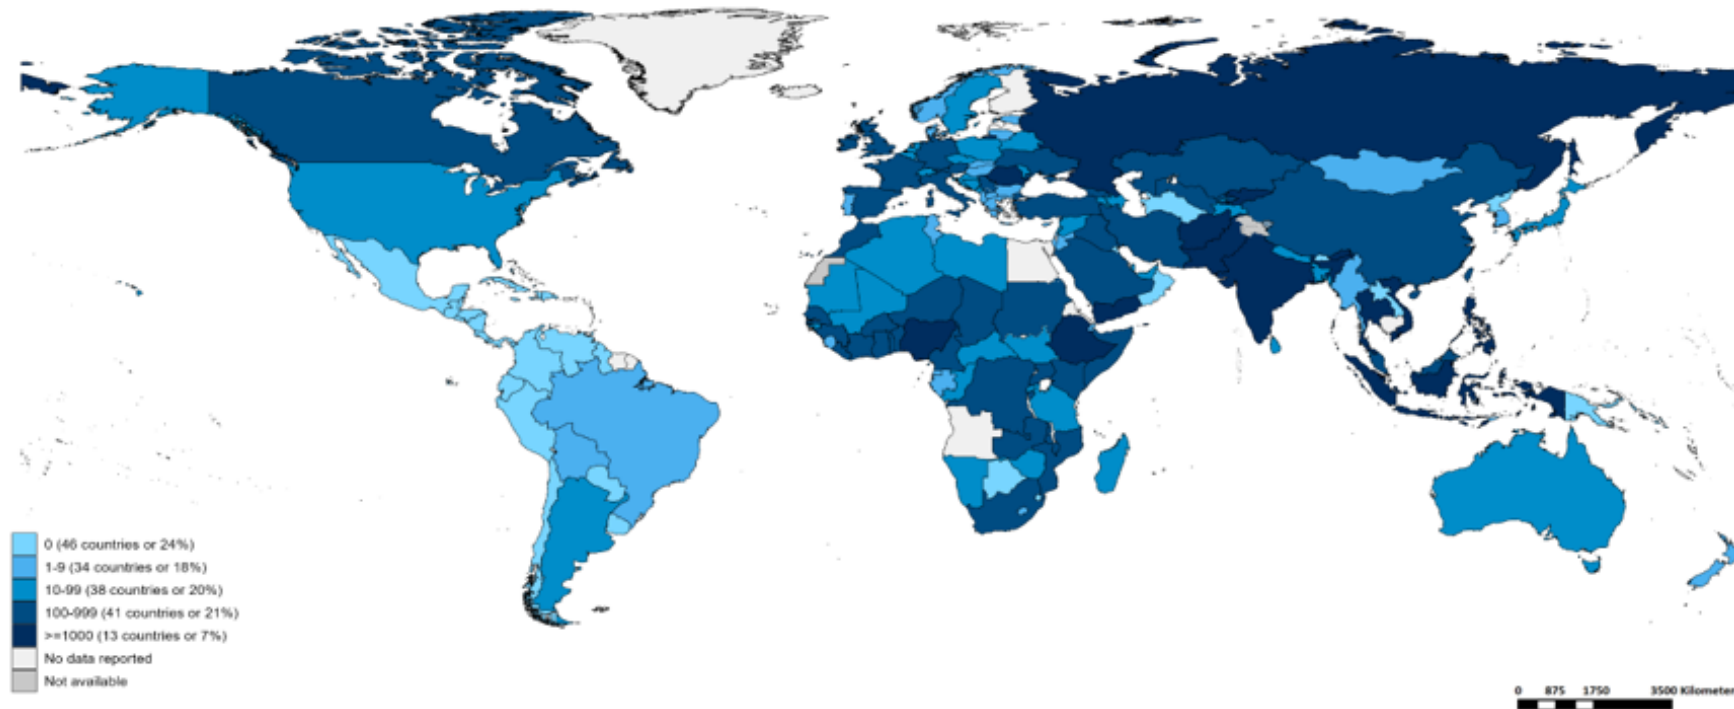 0 (46 countries or 24%)
1-9 (34 countries or 18%)
10-99 (38 countries or 20%)
100-999 (41 countries or 21%)
>=1000 (13 countries or 7%)
No data reported
Not available
0 875 1750 3500 Kilometer